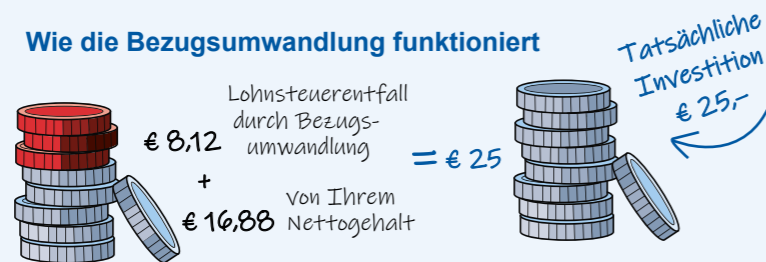 Wie die Bezugsumwandlung funktioniert
Tatsächliche
Investition
€ 25,-
Lohnsteuerentfall
€ 8,12 durch Bezugs-
umwandlung
+
= € 25
€ 16,88 von Ihrem
Nettogehalt